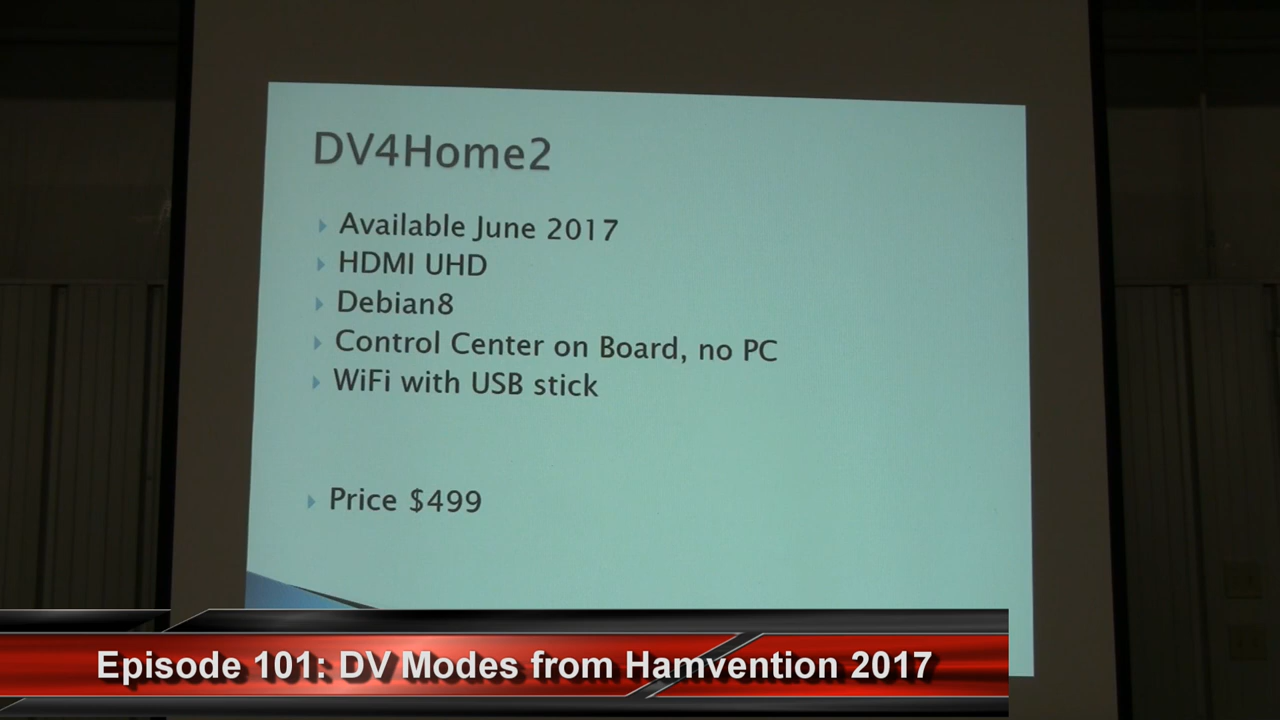 DV4Home2
Available June 2017
HDMI UHD
Debian8
Control Center on Board, no PC
WiFi with USB stick
Price $499
Episode 101: DV Modes from Hamvention 2017